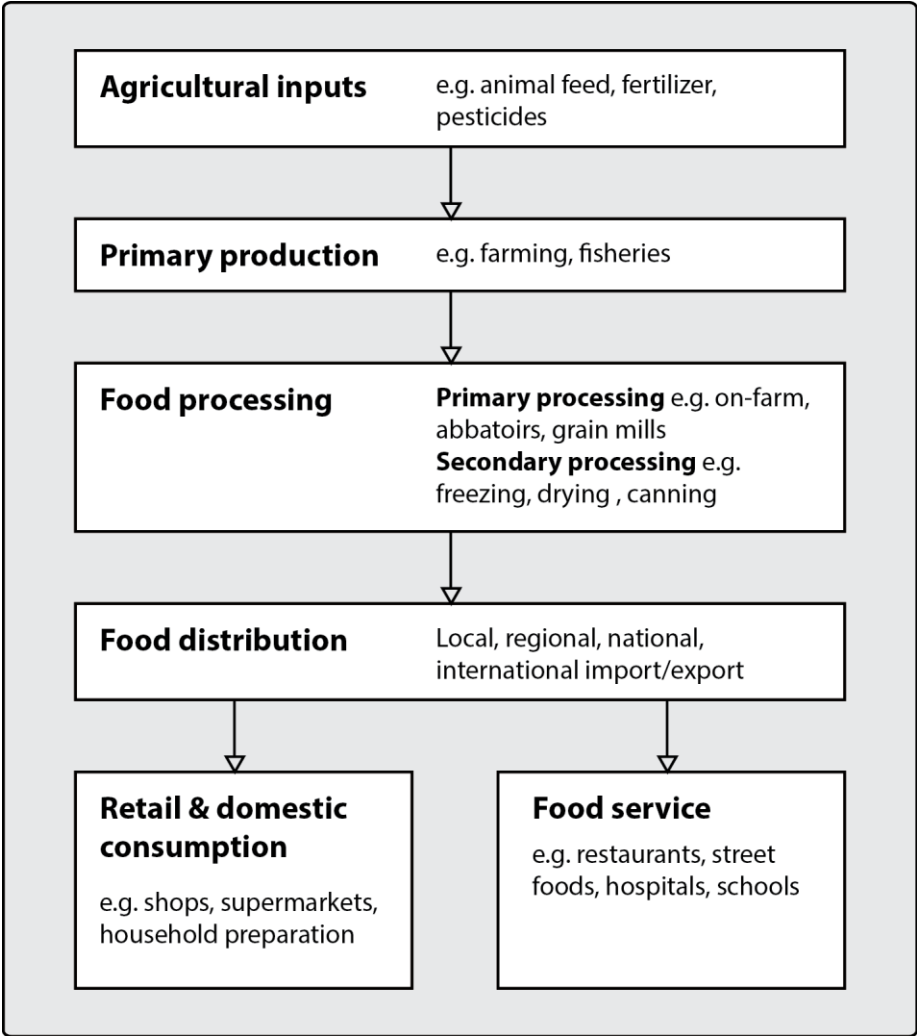 Agricultural inputs
e.g. animal feed, fertilizer,
pesticides
Primary production
e.g. farming, fisheries
Food processing
Primary processing e.g. on-farm,
abbatoirs, grain mills
Secondary processing e.g.
freezing, drying , canning
Food distribution
Local, regional, national,
international import/export
Retail & domestic
consumption
e.g. shops, supermarkets,
household preparation
Food service
e.g. restaurants, street
foods, hospitals, schools